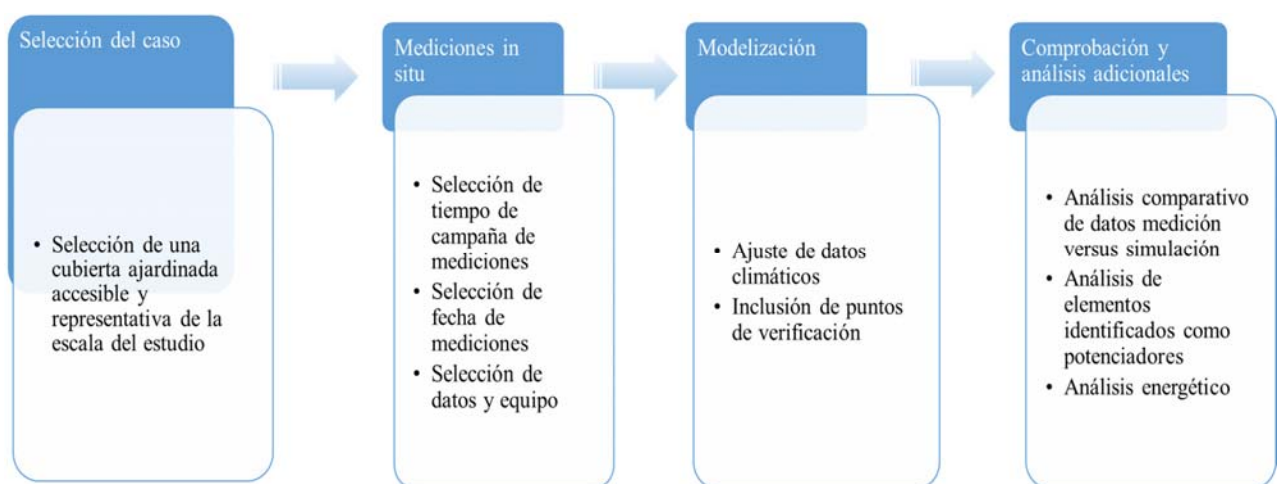 Selección del caso
• Selección de una
cubierta ajardinada
accesible y
representativa de la
escala del estudio
Mediciones in
situ
• Selección de
tiempo de
campaña de
mediciones
• Selección de
fecha de
mediciones
• Selección de
datos y equipo
Modelización
• Ajuste de datos
climáticos
• Inclusión de puntos
de verificación
Comprobación y
análisis adicionales
• Análisis comparativo
de datos medición
versus simulación
• Análisis de
elementos
identificados como
potenciadores
• Análisis energético